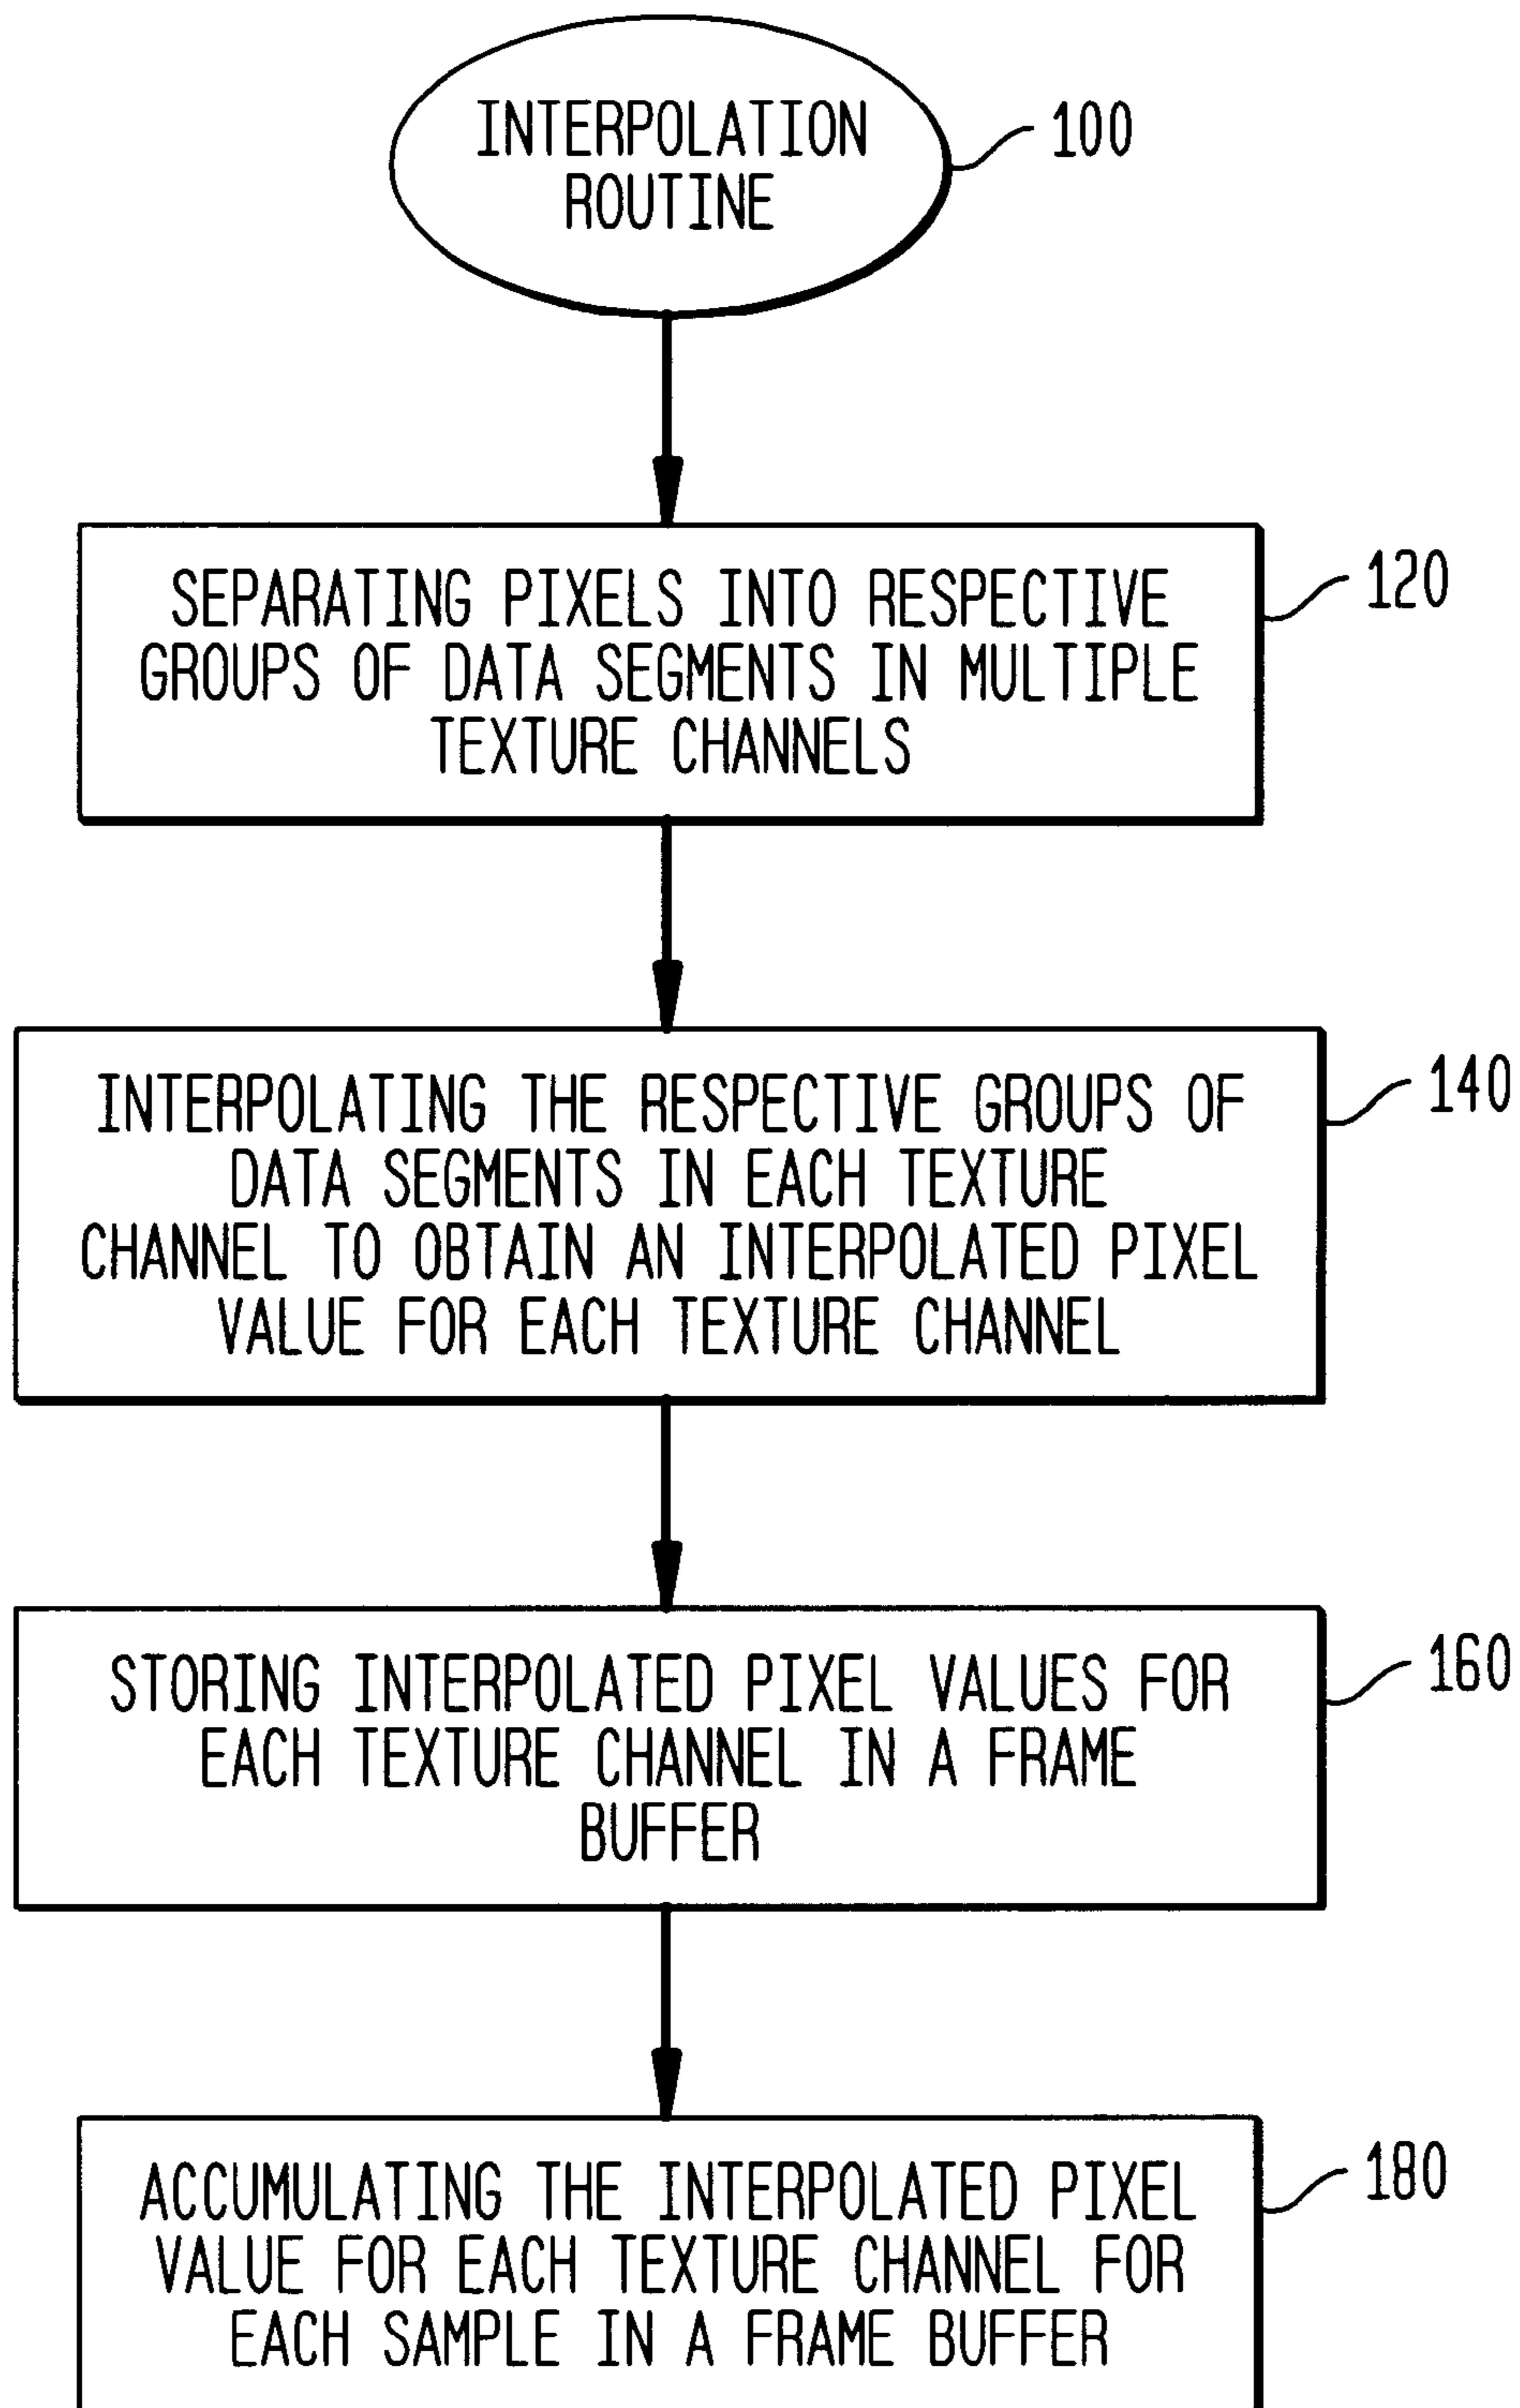 INTERPOLATION
ROUTINE
100
SEPARATING PIXELS INTO RESPECTIVE
GROUPS OF DATA SEGMENTS IN MULTIPLE
TEXTURE CHANNELS
120
INTERPOLATING THE RESPECTIVE GROUPS OF
DATA SEGMENTS IN EACH TEXTURE
CHANNEL TO OBTAIN AN INTERPOLATED PIXEL
VALUE FOR EACH TEXTURE CHANNEL
140
STORING INTERPOLATED PIXEL VALUES FOR
EACH TEXTURE CHANNEL IN A FRAME
BUFFER
160
ACCUMULATING THE INTERPOLATED PIXEL
VALUE FOR EACH TEXTURE CHANNEL FOR
EACH SAMPLE IN A FRAME BUFFER
180